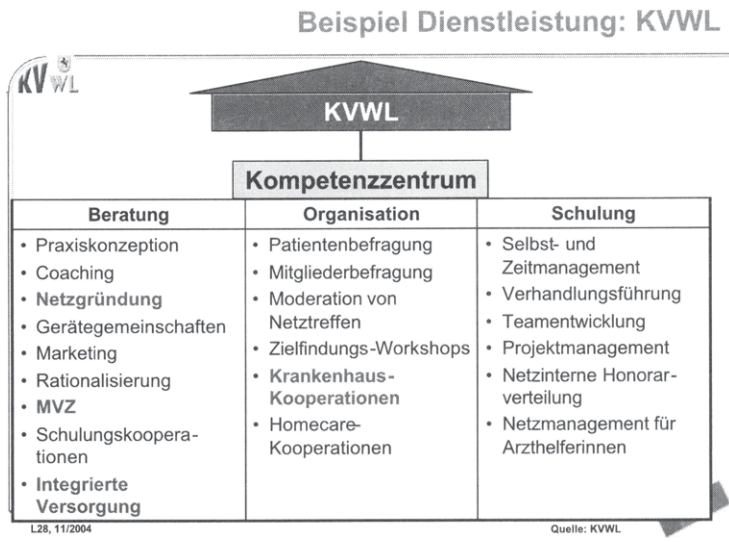 Beispiel Dienstleistung: KVWL
KV WL
KVWL
Kompetenzzentrum
Beratung
• Praxiskonzeption
• Coaching
• Netzgründung
• Gerätegemeinschaften
• Marketing
• Rationalisierung
• MVZ
• Schulungskoopera-
tionen
• Integrierte
Versorgung
Organisation
• Patientenbefragung
• Mitgliederbefragung
• Moderation von
Netztreffen
• Zielfindungs-Workshops
• Krankenhaus-
Kooperationen
• Homecare-
Kooperationen
Schulung
• Selbst- und
Zeitmanagement
• Verhandlungsführung
• Teamentwicklung
• Projektmanagement
• Netzinterne Honorar-
verteilung
• Netzmanagement für
Arzthelferinnen
L28, 11/2004
Quelle: KVWL